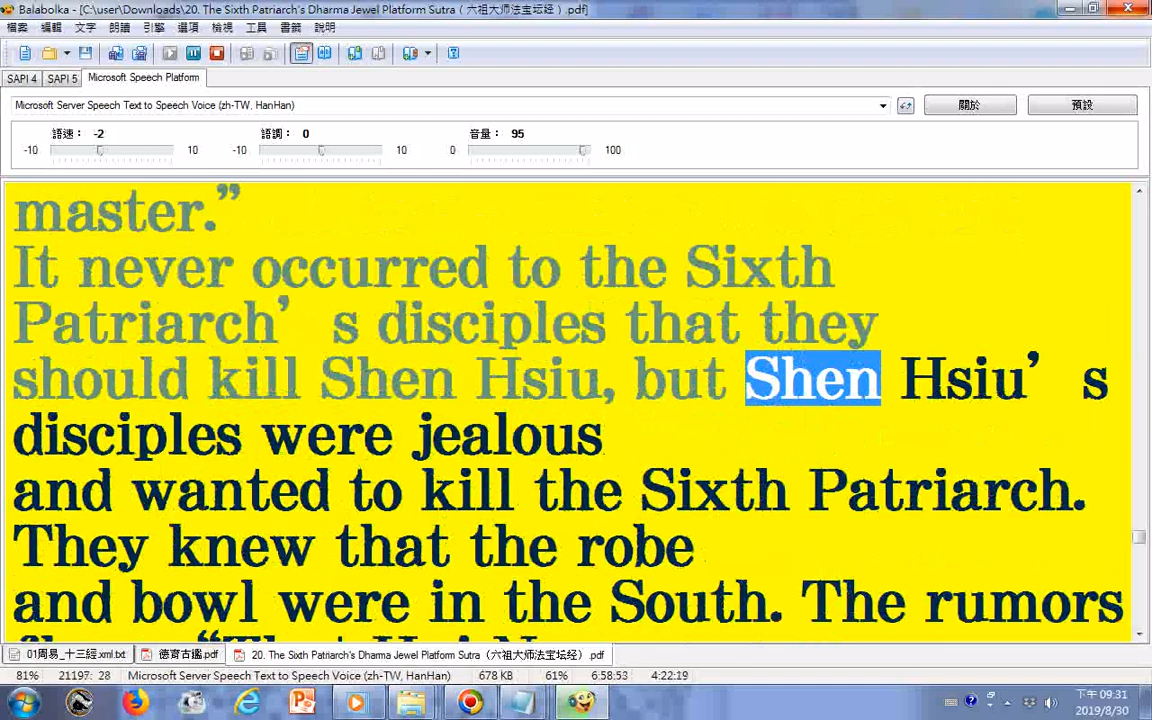 Balabolka - [C:\user\Downloads\20. The Sixth Patriarch's Dharma Jewel Platform Sutra（六祖大师法宝坛经）.pdf]
檔案 編輯 文字 朗讀 引擎 選項 檢視 工具 書籤 說明
SAPI 4 SAPI 5 Microsoft Speech Platform
Microsoft Server Speech Text to Speech Voice (zh-TW, HanHan) 關於 預設
語速： -2 語調： 0 音量： 95
-10 10 -10 10 0 100
master.”
It never occurred to the Sixth
Patriarch’s disciples that they
should kill Shen Hsiu, but Shen Hsiu’s
disciples were jealous
and wanted to kill the Sixth Patriarch.
They knew that the robe
and bowl were in the South. The rumors
01周易_十三經.xml.txt 德育古鑑.pdf 20. The Sixth Patriarch's Dharma Jewel Platform Sutra（六祖大师法宝坛经）.pdf
81% 21197: 28 Microsoft Server Speech Text to Speech Voice (zh-TW, HanHan) 678 KB 61% 6:58:53 4:22:19
下午 09:31
2019/8/30